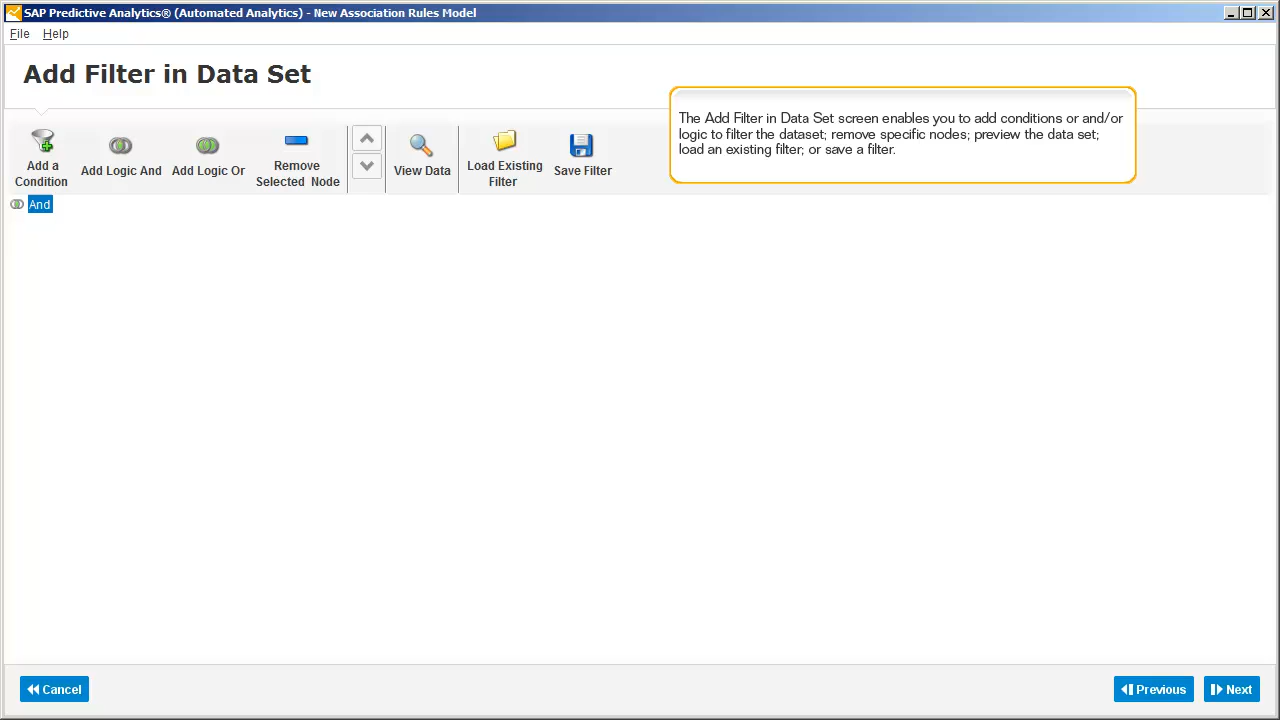 SAP Predictive Analytics® (Automated Analytics) - New Association Rules Model
File Help
Add Filter in Data Set
The Add Filter in Data Set screen enables you to add conditions or and/or
logic to filter the dataset; remove specific nodes; preview the data set;
load an existing filter; or save a filter.
Add a
Condition
Add Logic And
Add Logic Or
Remove
Selected Node
View Data
Load Existing
Filter
Save Filter
And
Cancel
Previous
Next